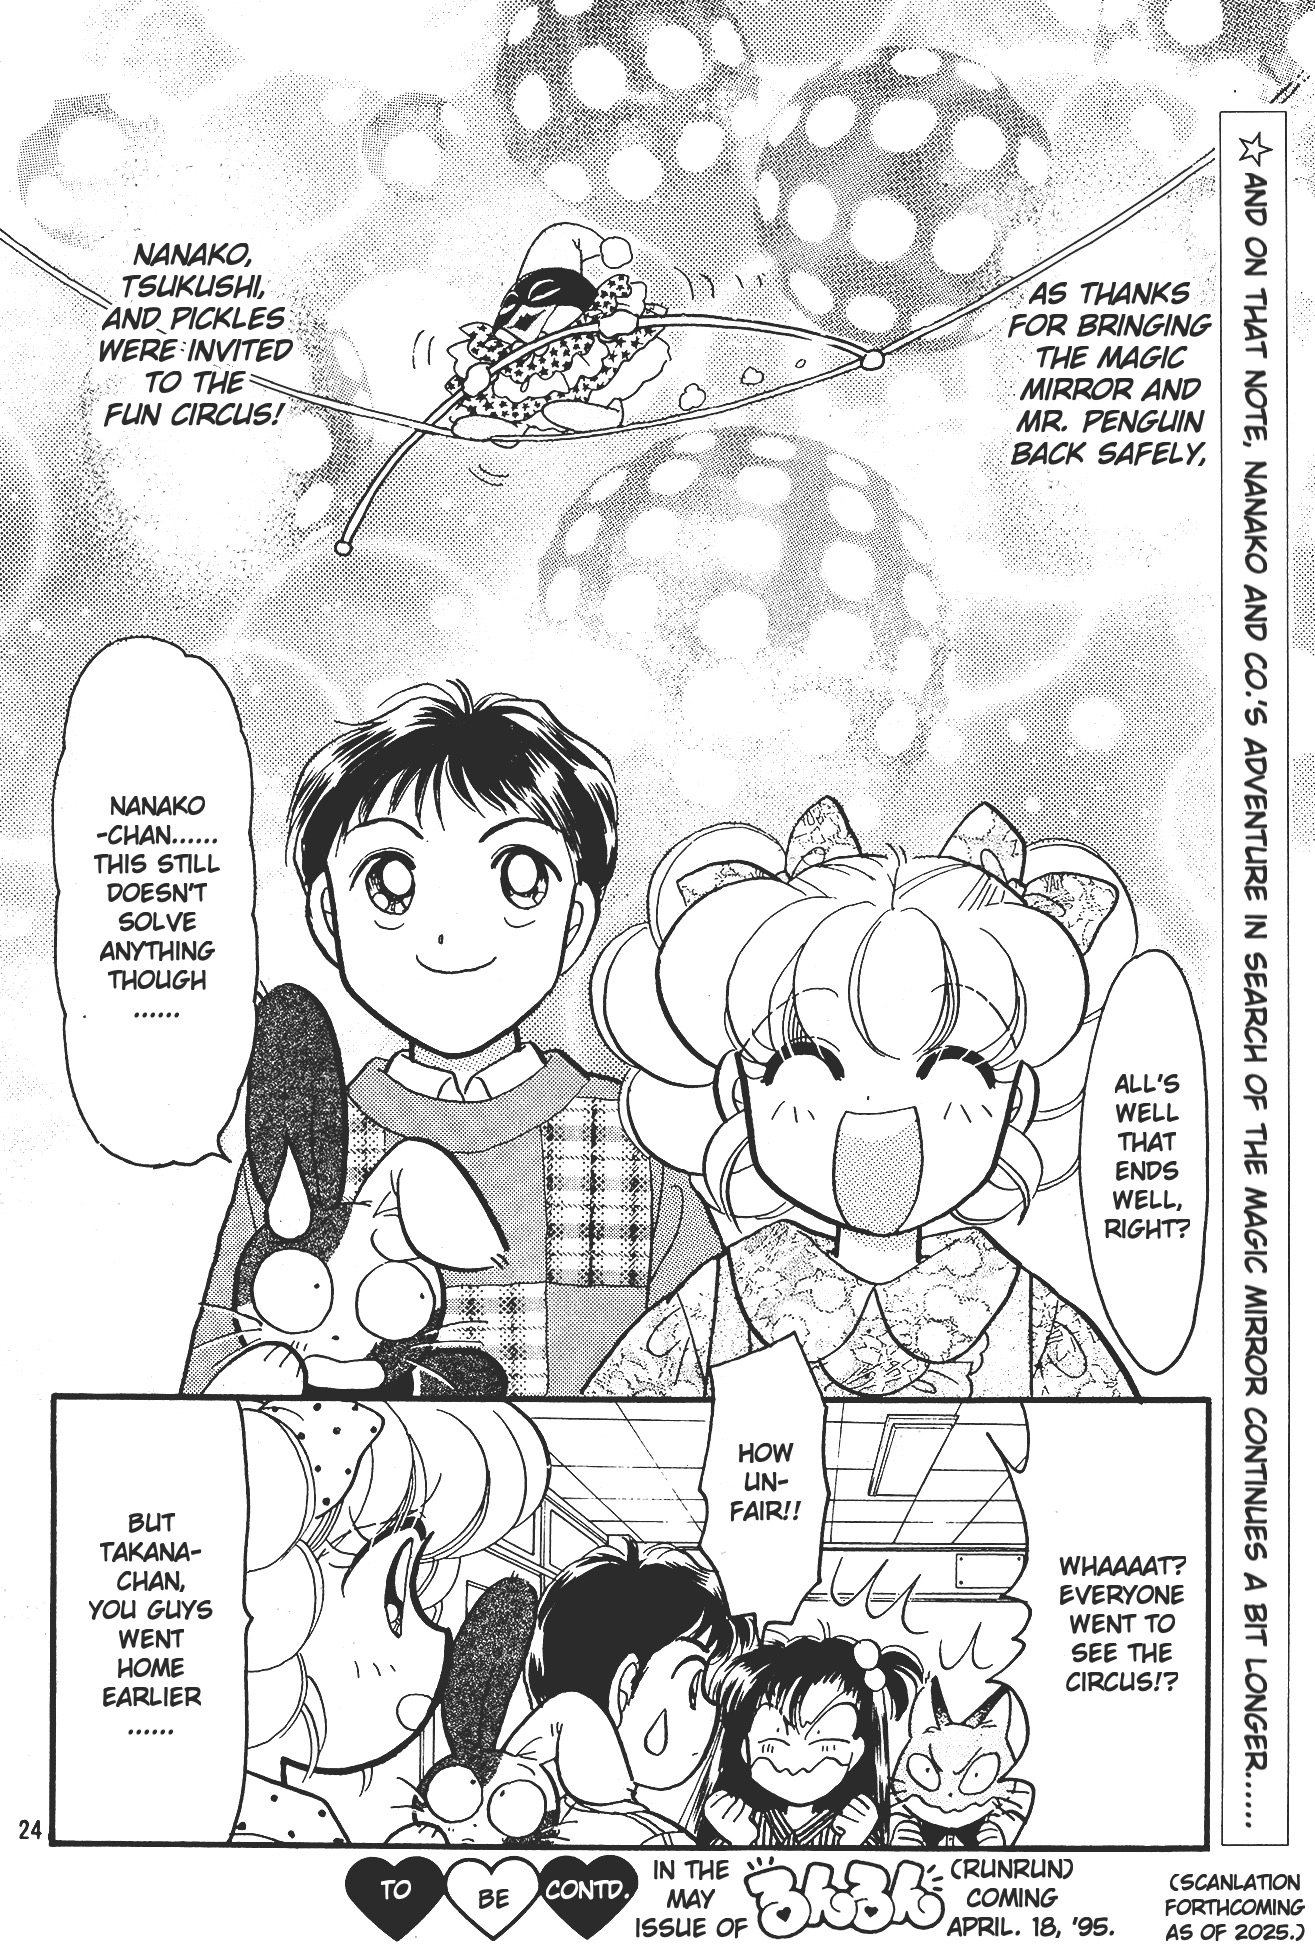 ☆AND ON THAT NOTE, NANAKO AND CO.'S ADVENTURE IN SEARCH OF THE MAGIC MIRROR CONTINUES A BIT LONGER......
AS THANKS
FOR BRINGING
THE MAGIC
MIRROR AND
MR. PENGUIN
BACK SAFELY,
NANAKO,
TSUKUSHI,
AND PICKLES
WERE INVITED
TO THE
FUN CIRCUS!
ALL'S
WELL
THAT
ENDS
WELL,
RIGHT?
NANAKO
-CHAN......
THIS STILL
DOESN'T
SOLVE
ANYTHING
THOUGH
......
WHAAAAT?
EVERYONE
WENT TO
SEE THE
CIRCUS!?
HOW
UN-
FAIR!!
BUT
TAKANA-
CHAN,
YOU GUYS
WENT
HOME
EARLIER
......
24
TO BE CONTD.
IN THE
MAY
ISSUE OF
るんるん
(RUNRUN)
COMING
APRIL. 18, '95.
(SCANLATION
FORTHCOMING
AS OF 2025.)